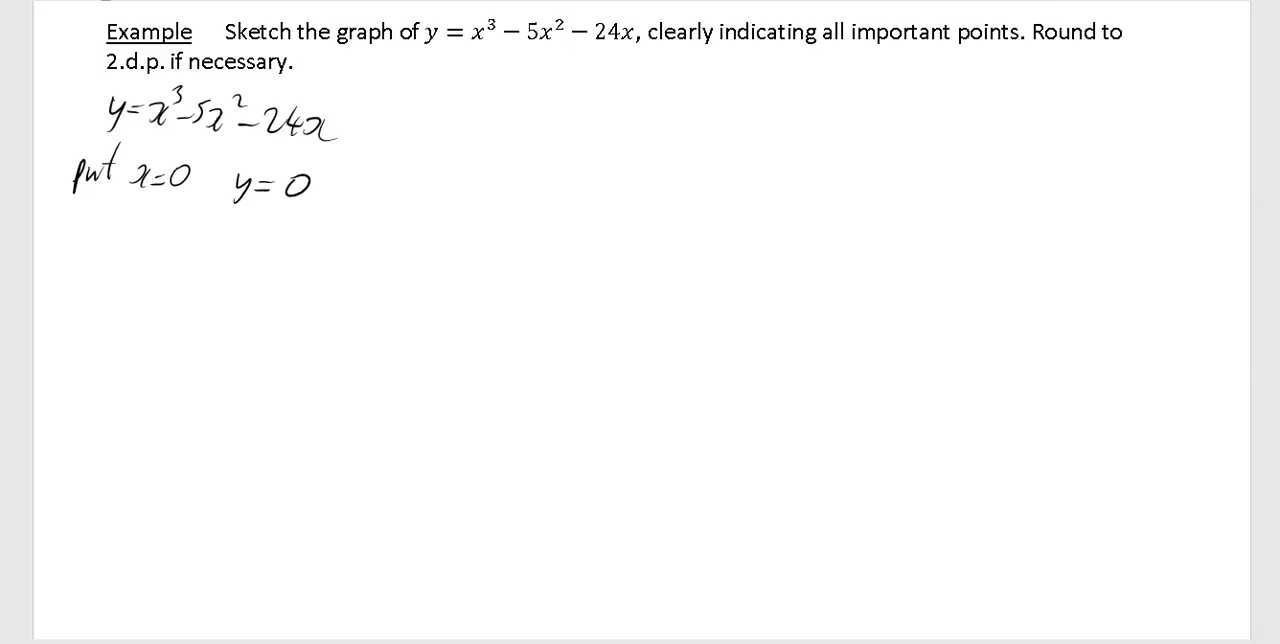 Example Sketch the graph of y = x³ − 5x² − 24x, clearly indicating all important points. Round to
2.d.p. if necessary.
y=x³-5x²-24x
put x=0 y=0